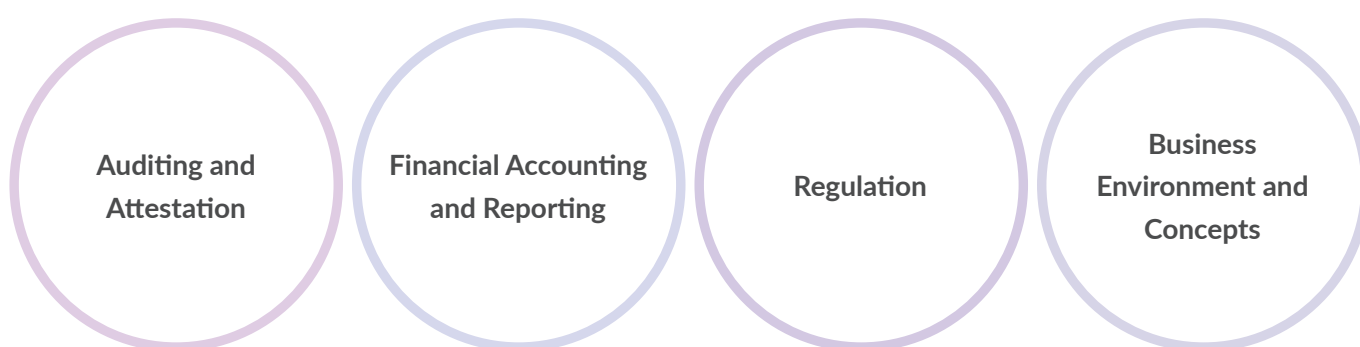 Auditing and
Attestation
Financial Accounting
and Reporting
Regulation
Business
Environment and
Concepts